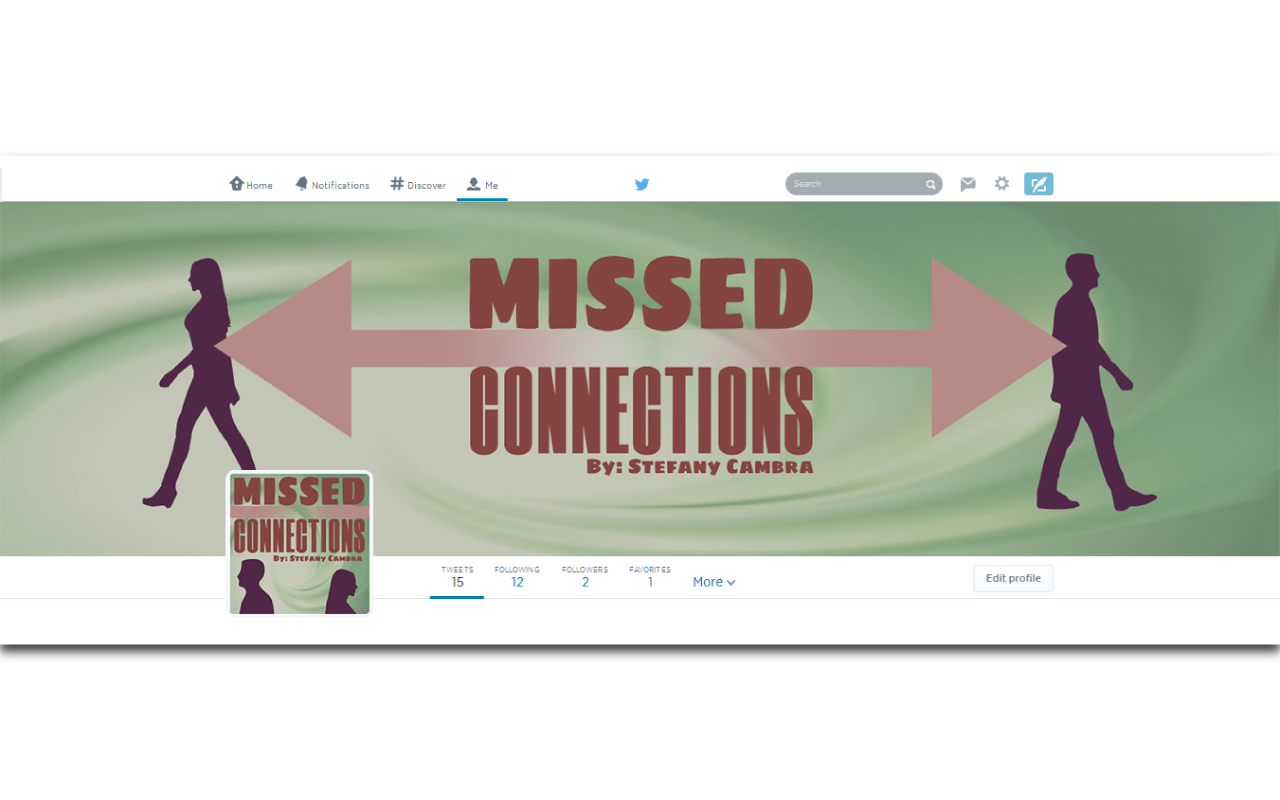 Home Notifications Discover Me Search
MISSED
CONNECTIONS
By: Stefany Cambra
MISSED
CONNECTIONS
By: Stefany Cambra
TWEETS FOLLOWING FOLLOWERS FAVORITES
15 12 2 1 More
Edit profile